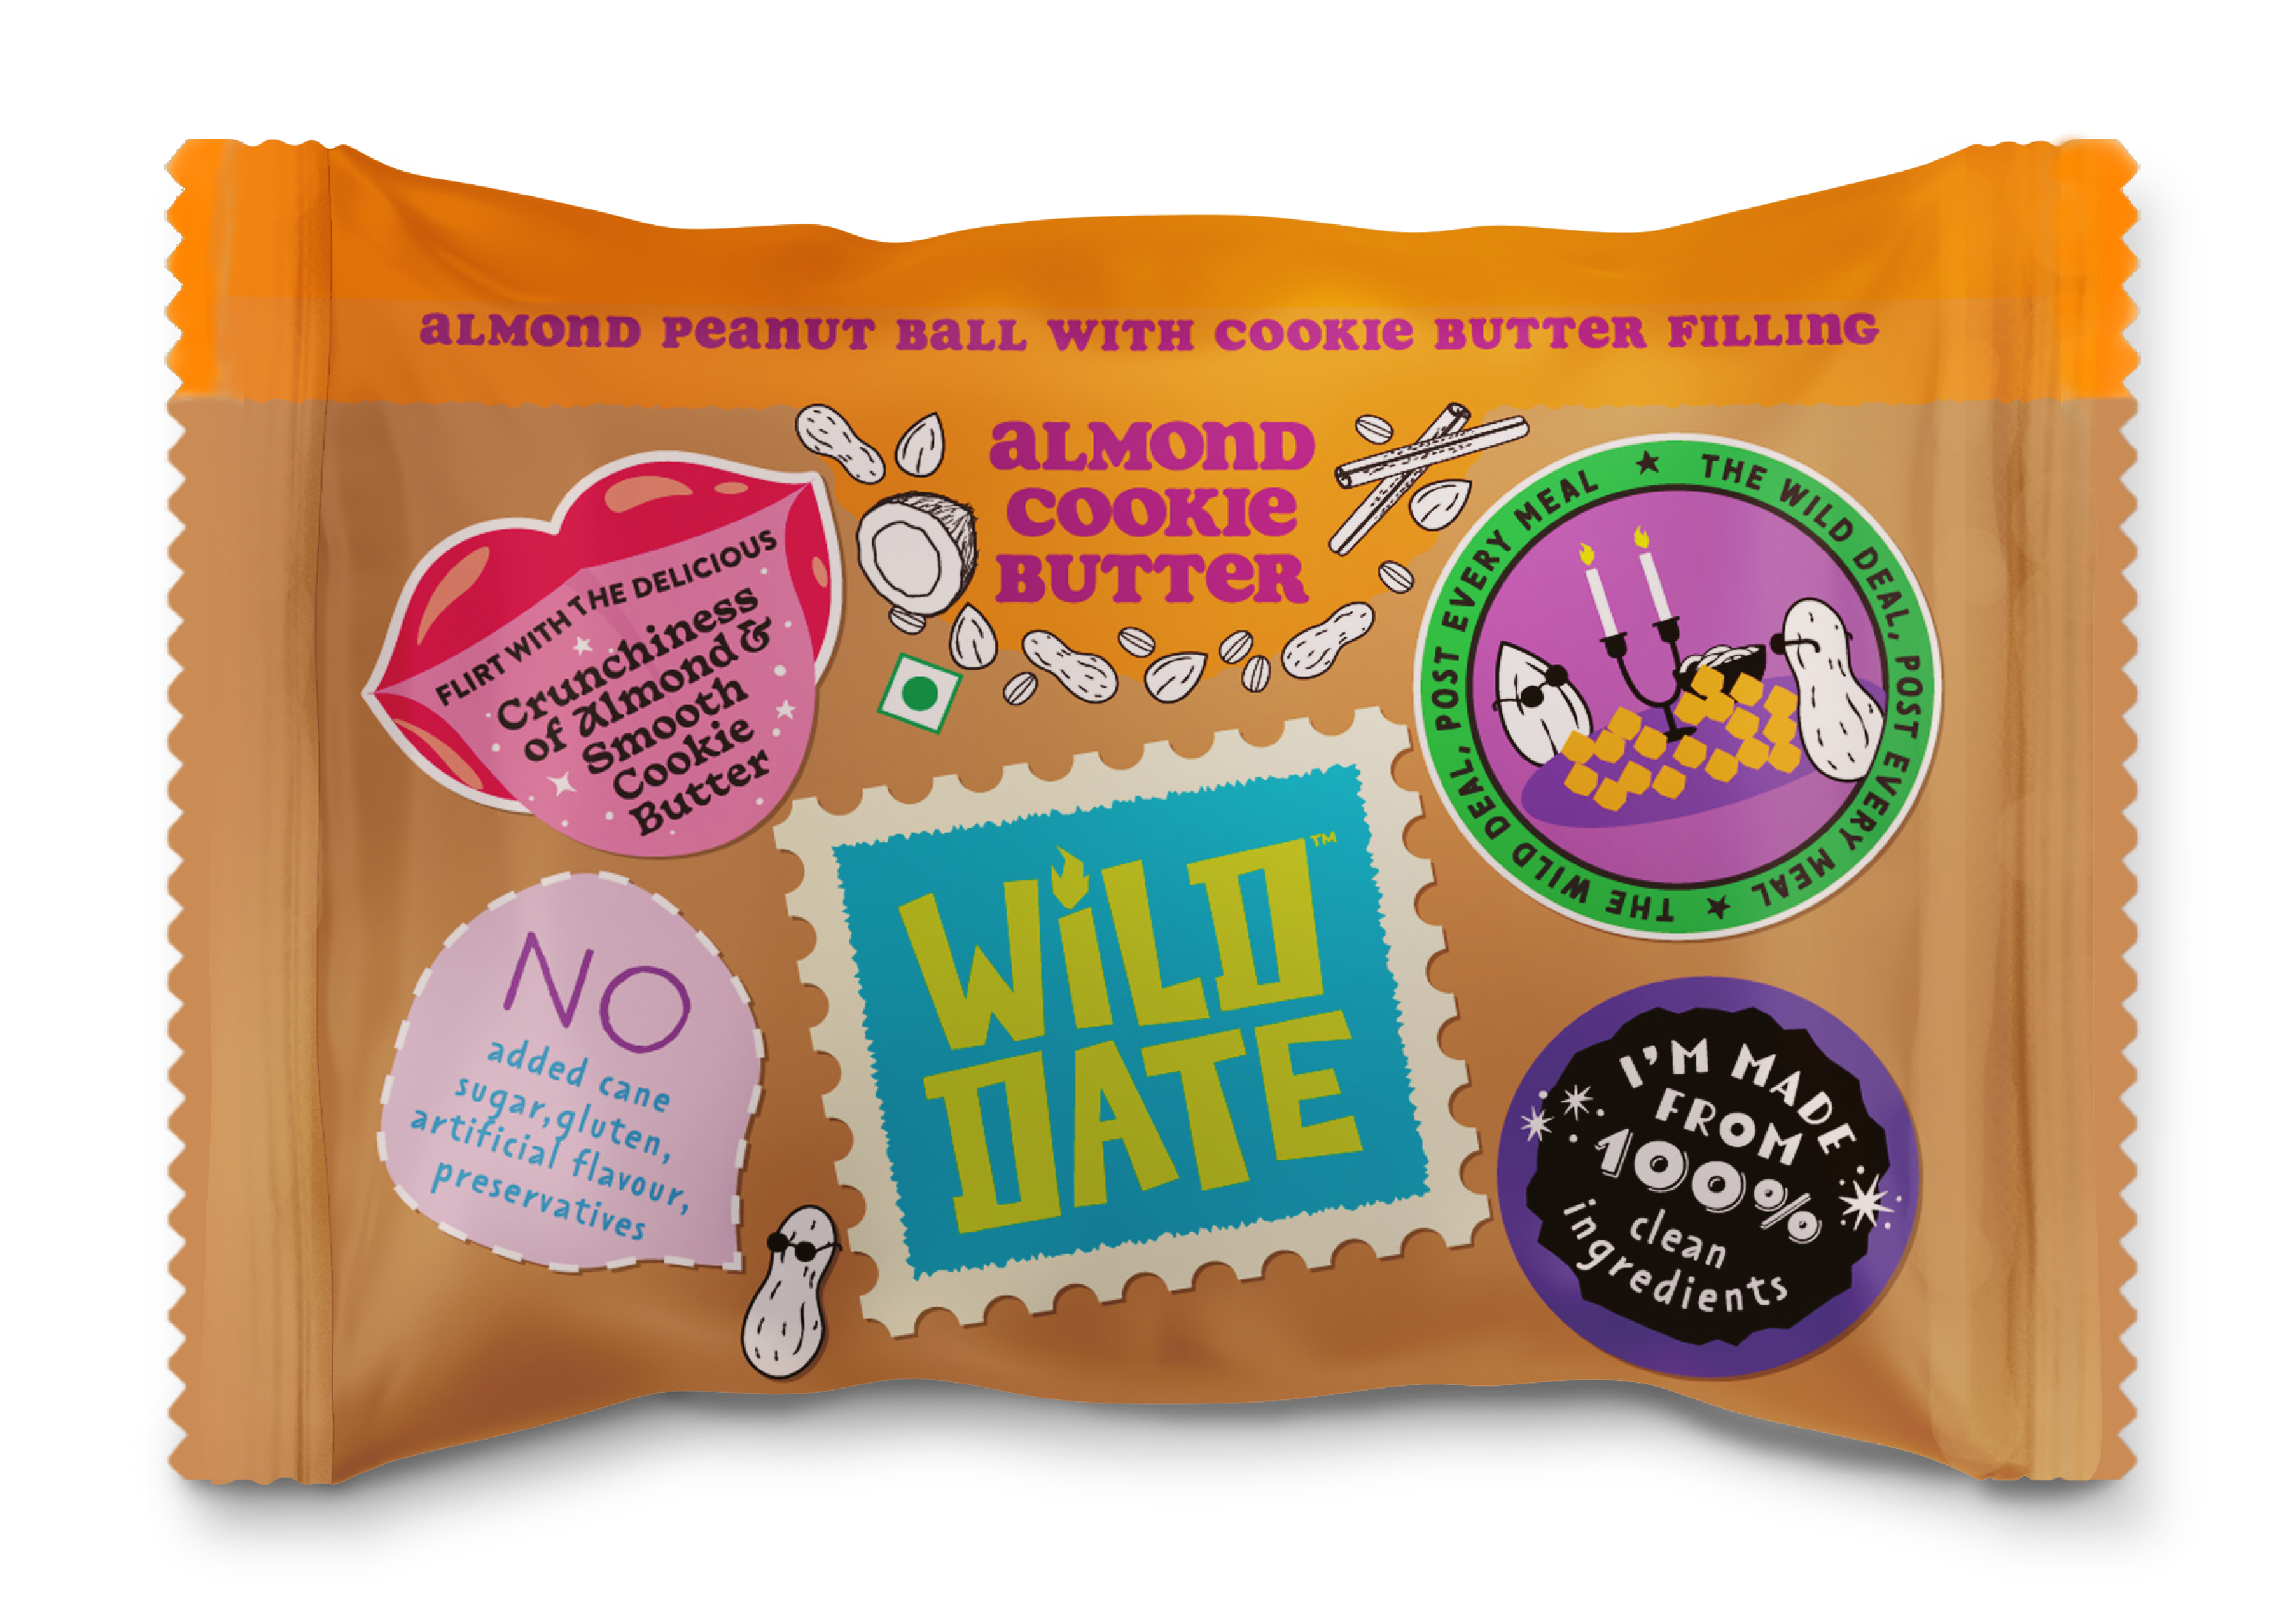 ALMOND PEANUT BALL WITH COOKIE BUTTER FILLING
ALMOND
COOKIE
BUTTER
FLIRT WITH THE DELICIOUS
Crunchiness
of Almond &
Smooth
Cookie
Butter
THE WILD DEAL, POST EVERY MEAL ★ THE WILD DEAL, POST EVERY MEAL ★
WILD
DATE™
NO
added cane
sugar, gluten,
artificial flavour,
preservatives
I'M MADE
FROM
100%
clean
ingredients